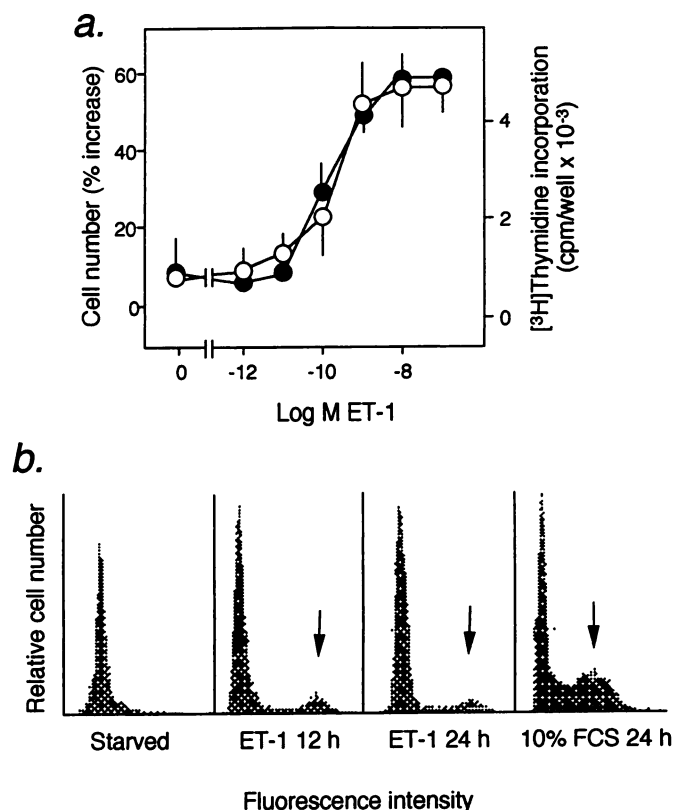 a.
Cell number (% increase)
60
40
20
0
[³H]Thymidine incorporation
(cpm/well x 10⁻³)
4
2
0
0
-12
-10
-8
Log M ET-1
b.
Relative cell number
Starved
ET-1 12 h
ET-1 24 h
10% FCS 24 h
Fluorescence intensity